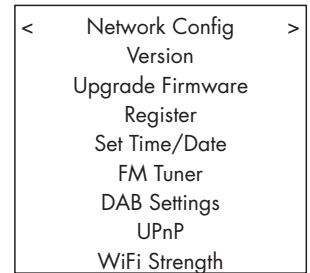 < Network Config >
Version
Upgrade Firmware
Register
Set Time/Date
FM Tuner
DAB Settings
UPnP
WiFi Strength